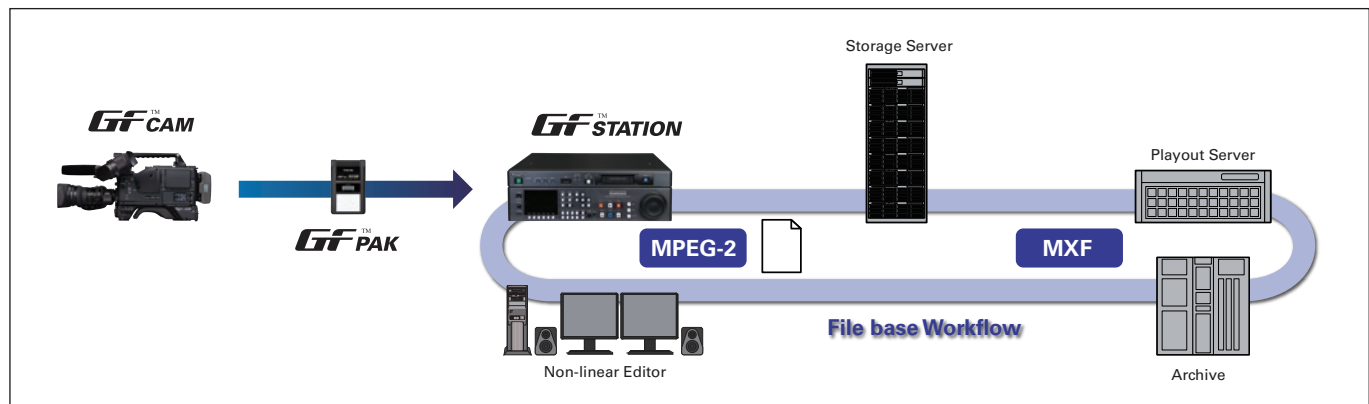 Storage Server
GF™ CAM
GF™ STATION
Playout Server
GF™ PAK
MPEG-2
MXF
File base Workflow
Non-linear Editor
Archive